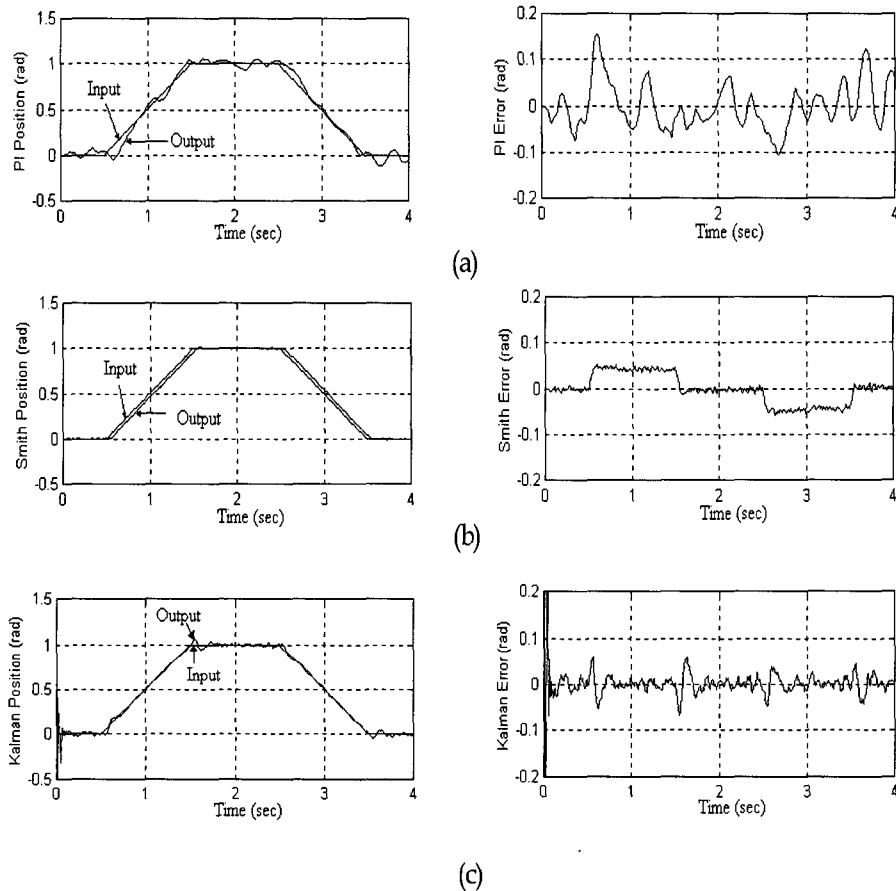 PI Position (rad)
1.5
1
0.5
0
-0.5
Input
Output
0 1 2 3 4
Time (sec)
PI Error (rad)
0.2
0.1
0
-0.1
-0.2
0 1 2 3 4
Time (sec)
(a)
Smith Position (rad)
1.5
1
0.5
0
-0.5
Input
Output
0 1 2 3 4
Time (sec)
Smith Error (rad)
0.2
0.1
0
-0.1
-0.2
0 1 2 3 4
Time (sec)
(b)
Kalman Position (rad)
1.5
1
0.5
0
-0.5
Output
Input
0 1 2 3 4
Time (sec)
Kalman Error (rad)
0.2
0.1
0
-0.1
-0.2
0 1 2 3 4
Time (sec)
(c)